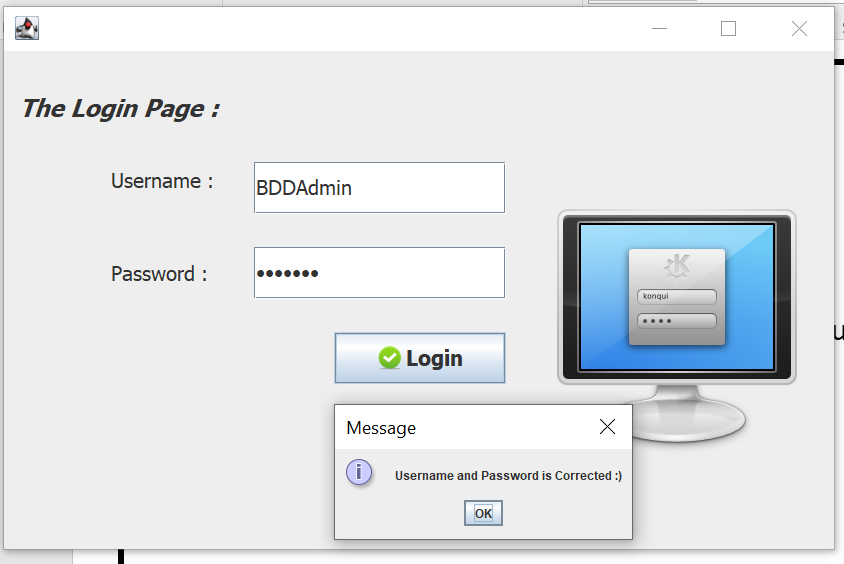 The Login Page :
Username :
BDDAdmin
Password :
•••••••
K
konqui
••••
Login
Message
i
Username and Password is Corrected :)
OK